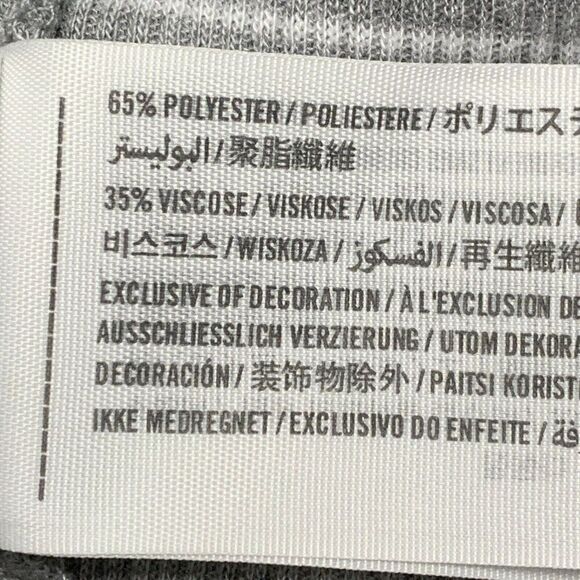 65% POLYESTER / POLIESTERE / ポリエステ
البوليستر / 聚脂纖維
35% VISCOSE / VISKOSE / VISKOS / VISCOSA /
비스코스 / WISKOZA / الفسكوز / 再生纖維
EXCLUSIVE OF DECORATION / À L'EXCLUSION DE
AUSSCHLIESSLICH VERZIERUNG / UTOM DEKORA
DECORACIÓN / 装饰物除外 / PAITSI KORIST
IKKE MEDREGNET / EXCLUSIVO DO ENFEITE /